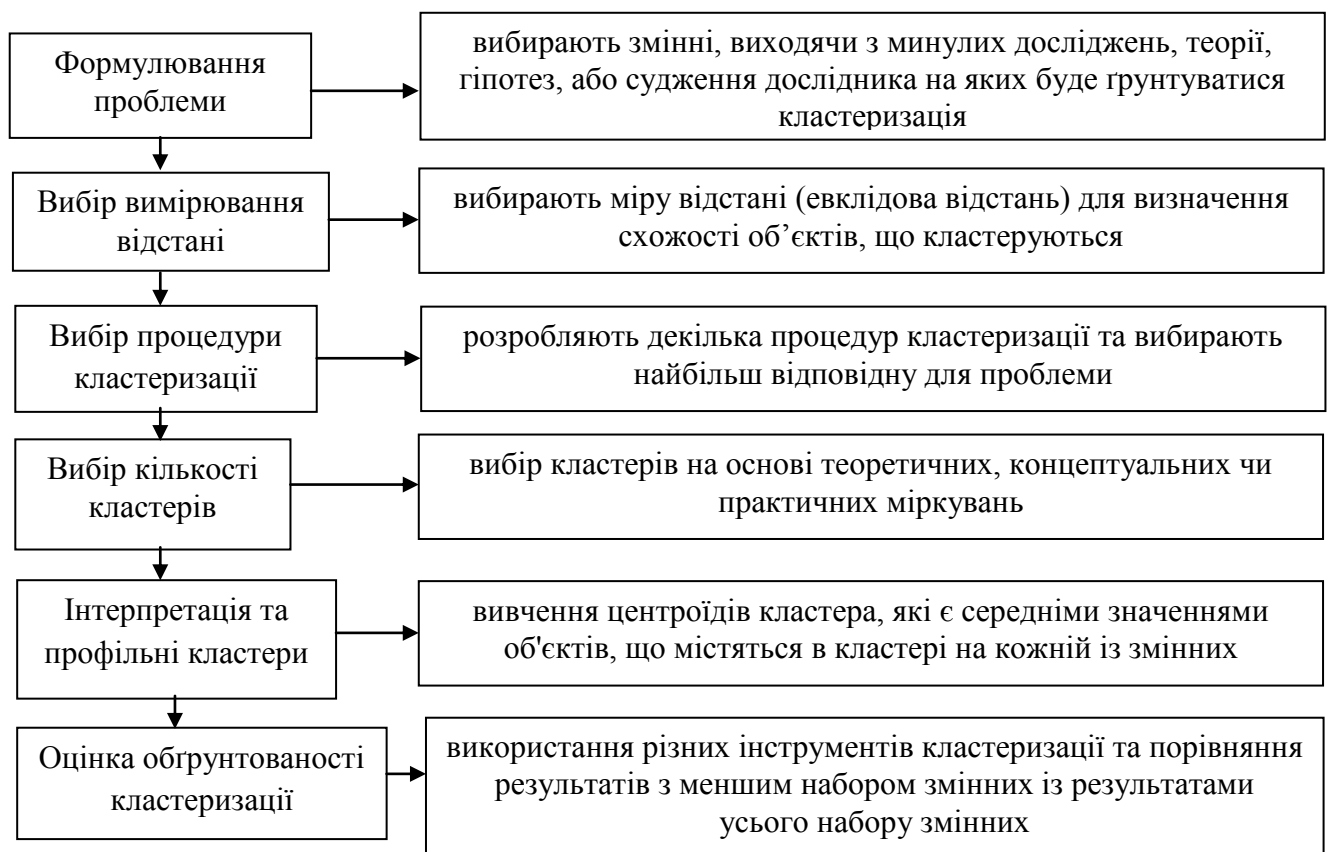 Формулювання
проблеми
вибирають змінні, виходячи з минулих досліджень, теорії,
гіпотез, або судження дослідника на яких буде ґрунтуватися
кластеризація
Вибір вимірювання
відстані
вибирають міру відстані (евклідова відстань) для визначення
схожості об’єктів, що кластеруються
Вибір процедури
кластеризації
розробляють декілька процедур кластеризації та вибирають
найбільш відповідну для проблеми
Вибір кількості
кластерів
вибір кластерів на основі теоретичних, концептуальних чи
практичних міркувань
Інтерпретація та
профільні кластери
вивчення центроїдів кластера, які є середніми значеннями
об'єктів, що містяться в кластері на кожній із змінних
Оцінка обґрунтованості
кластеризації
використання різних інструментів кластеризації та порівняння
результатів з меншим набором змінних із результатами
усього набору змінних